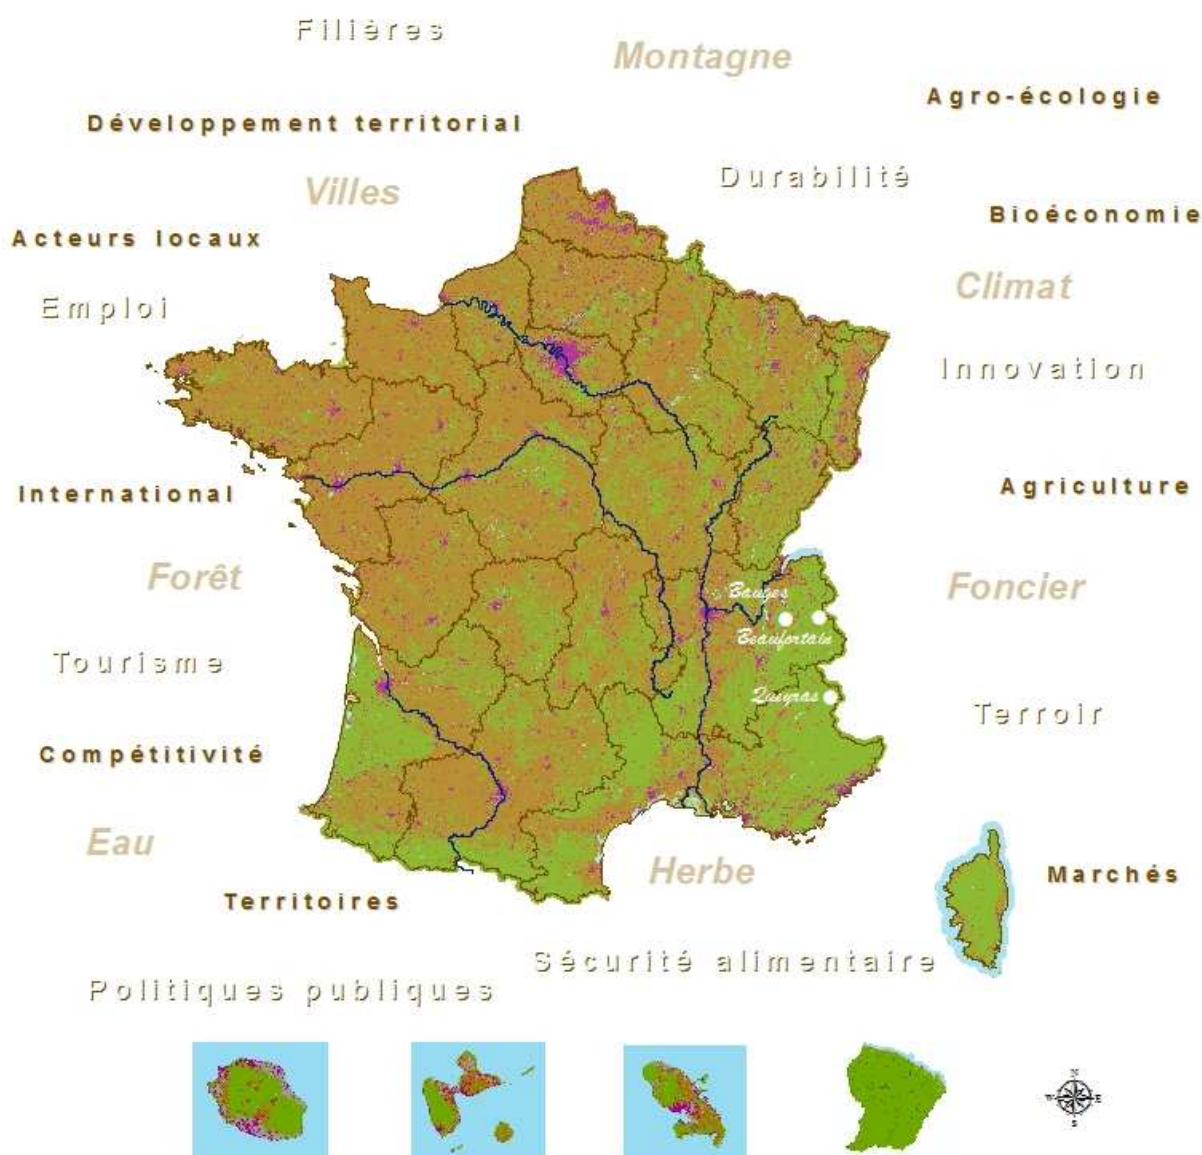 Filières
Montagne
Agro-écologie
Développement territorial
Durabilité
Villes
Bioéconomie
Acteurs locaux
Climat
Emploi
Innovation
International
Agriculture
Forêt
Foncier
Bauges
Beaufortain
Tourisme
Queyras
Terroir
Compétitivité
Eau
Herbe
Marchés
Territoires
Sécurité alimentaire
Politiques publiques
N
W E
S